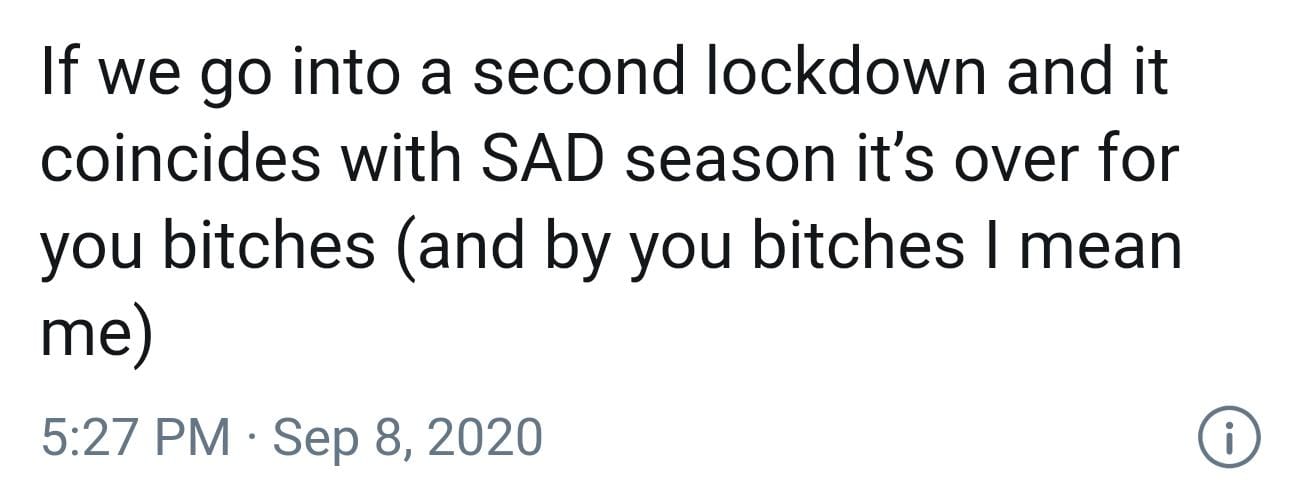 If we go into a second lockdown and it
coincides with SAD season it’s over for
you bitches (and by you bitches I mean
me)
5:27 PM · Sep 8, 2020